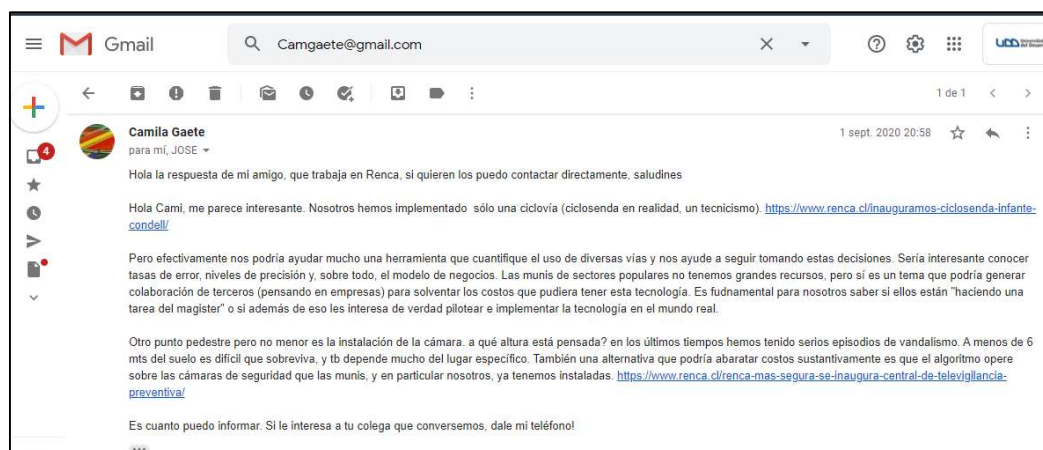 Gmail
Camgaete@gmail.com
UDD Universidad del Desarrollo
1 de 1
4
Camila Gaete
1 sept. 2020 20:58
para mí, JOSE
Hola la respuesta de mi amigo, que trabaja en Renca, si quieren los puedo contactar directamente, saludines
Hola Cami, me parece interesante. Nosotros hemos implementado sólo una ciclovía (ciclosenda en realidad, un tecnicismo). https://www.renca.cl/inauguramos-ciclosenda-infante-
condell/
Pero efectivamente nos podría ayudar mucho una herramienta que cuantifique el uso de diversas vías y nos ayude a seguir tomando estas decisiones. Sería interesante conocer
tasas de error, niveles de precisión y, sobre todo, el modelo de negocios. Las munis de sectores populares no tenemos grandes recursos, pero sí es un tema que podría generar
colaboración de terceros (pensando en empresas) para solventar los costos que pudiera tener esta tecnología. Es fudnamental para nosotros saber si ellos están "haciendo una
tarea del magister" o si además de eso les interesa de verdad pilotear e implementar la tecnología en el mundo real.
Otro punto pedestre pero no menor es la instalación de la cámara. a qué altura está pensada? en los últimos tiempos hemos tenido serios episodios de vandalismo. A menos de 6
mts del suelo es difícil que sobreviva, y tb depende mucho del lugar específico. También una alternativa que podría abaratar costos sustantivamente es que el algoritmo opere
sobre las cámaras de seguridad que las munis, y en particular nosotros, ya tenemos instaladas. https://www.renca.cl/renca-mas-segura-se-inaugura-central-de-televigilancia-
preventiva/
Es cuanto puedo informar. Si le interesa a tu colega que conversemos, dale mi teléfono!